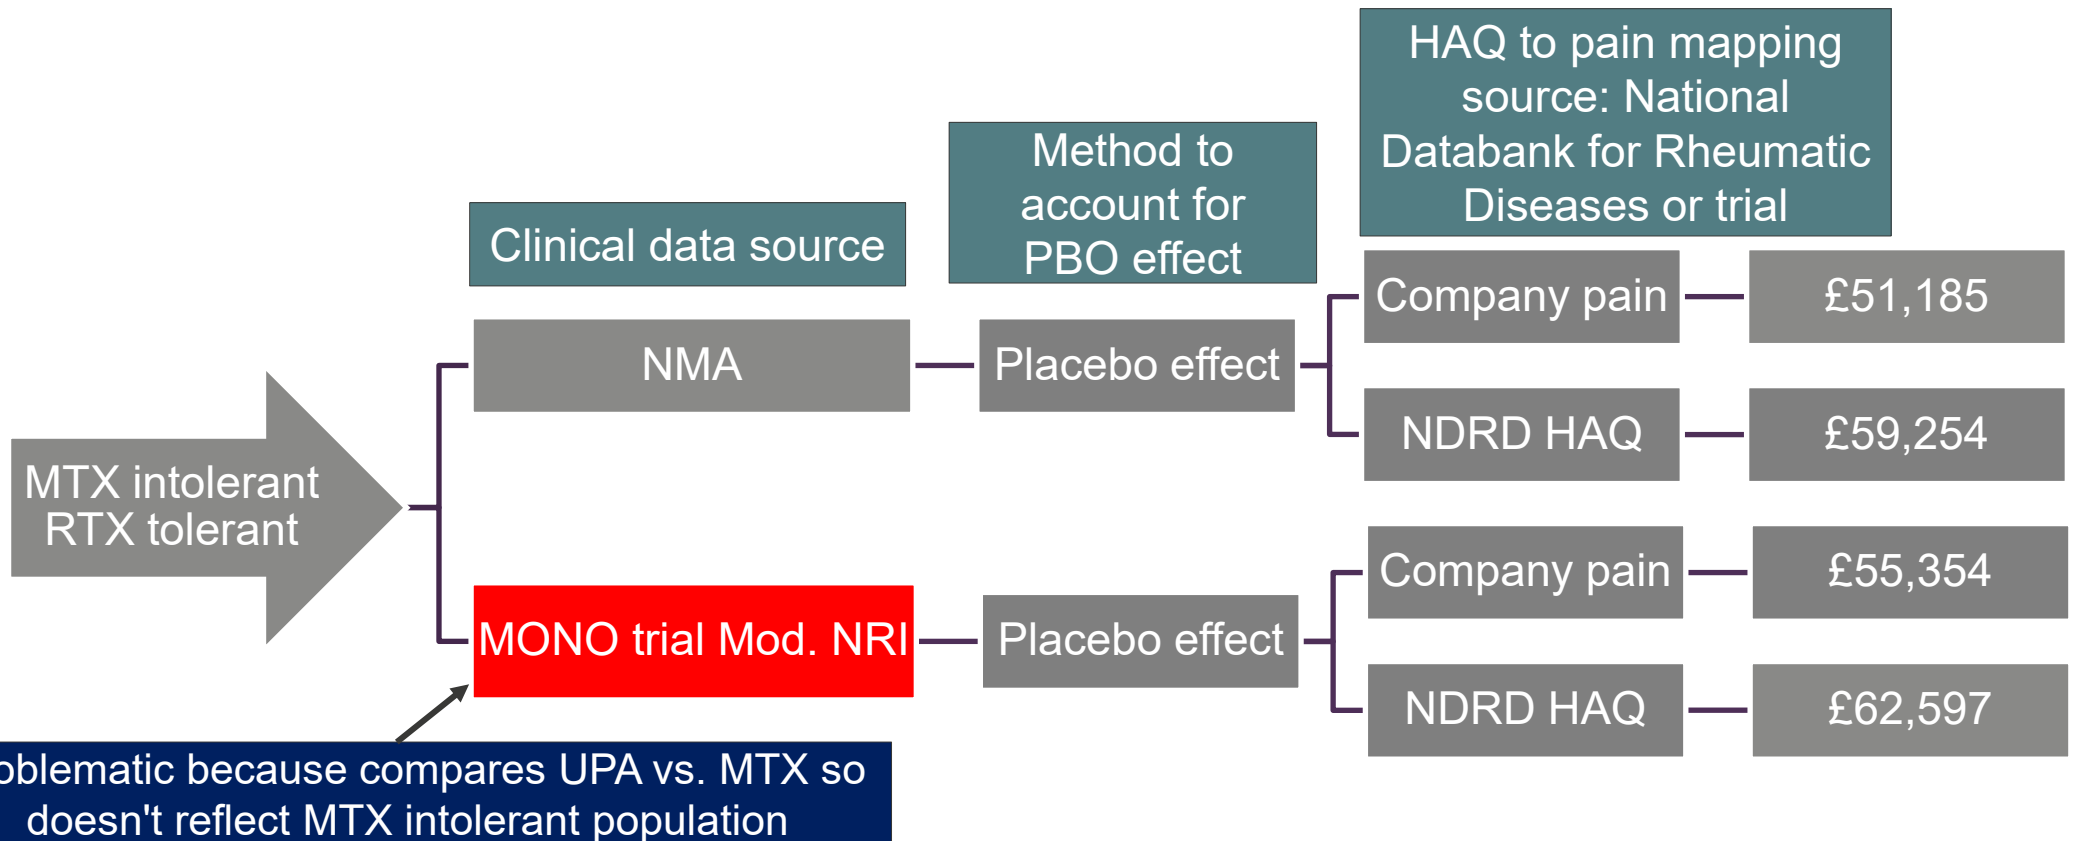 HAQ to pain mapping
source: National
Databank for Rheumatic
Diseases or trial
Method to
account for
PBO effect
Clinical data source
Company pain
£51,185
NMA
Placebo effect
NDRD HAQ
£59,254
MTX intolerant
RTX tolerant
Company pain
£55,354
MONO trial Mod. NRI
Placebo effect
NDRD HAQ
£62,597
because compares UPA vs. MTX so
doesn't reflect MTX intolerant population